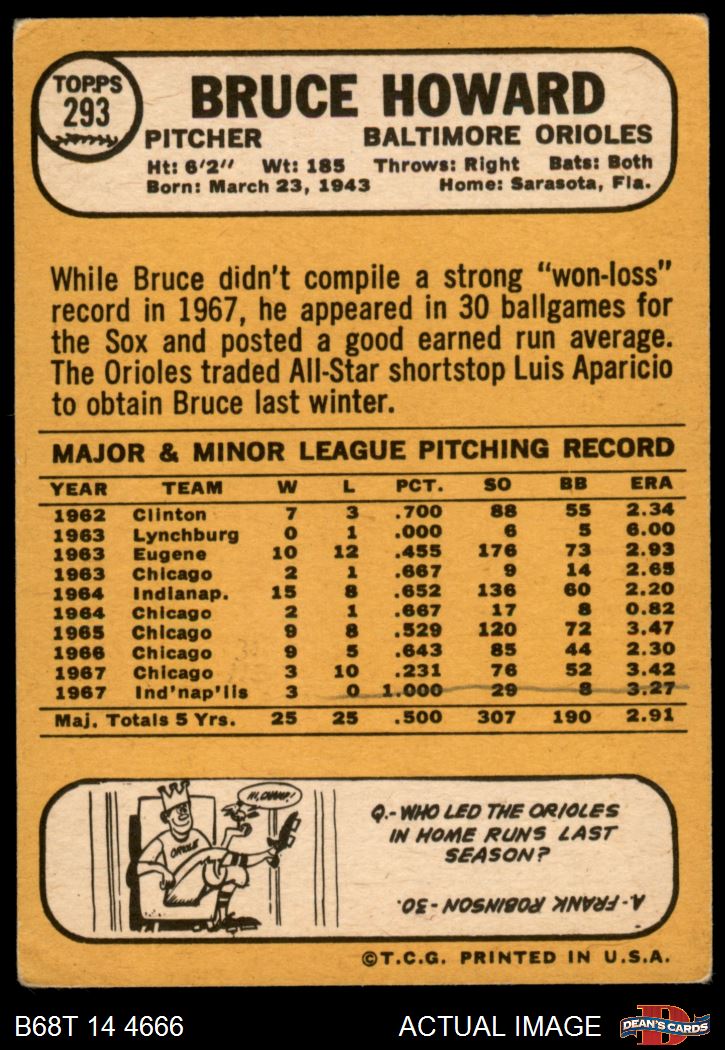 TOPPS
293
BRUCE HOWARD
PITCHER BALTIMORE ORIOLES
Ht: 6'2" Wt: 185 Throws: Right Bats: Both
Born: March 23, 1943 Home: Sarasota, Fla.
While Bruce didn't compile a strong "won-loss"
record in 1967, he appeared in 30 ballgames for
the Sox and posted a good earned run average.
The Orioles traded All-Star shortstop Luis Aparicio
to obtain Bruce last winter.
MAJOR & MINOR LEAGUE PITCHING RECORD
YEAR TEAM W L PCT. SO BB ERA
1962 Clinton 7 3 .700 88 55 2.34
1963 Lynchburg 0 1 .000 6 5 6.00
1963 Eugene 10 12 .455 176 73 2.93
1963 Chicago 2 1 .667 9 14 2.65
1964 Indianap. 15 8 .652 136 60 2.20
1964 Chicago 2 1 .667 17 8 0.82
1965 Chicago 9 8 .529 120 72 3.47
1966 Chicago 9 5 .643 85 44 2.30
1967 Chicago 3 10 .231 76 52 3.42
1967 Ind'nap'lis 3 0 1.000 29 8 3.27
Maj. Totals 5 Yrs. 25 25 .500 307 190 2.91
HI, CHAMP!
ORIOLE
Q.- WHO LED THE ORIOLES
IN HOME RUNS LAST
SEASON?
A- FRANK ROBINSON - 30.
©T.C.G. PRINTED IN U.S.A.
B68T 14 4666 ACTUAL IMAGE DEAN'S CARDS